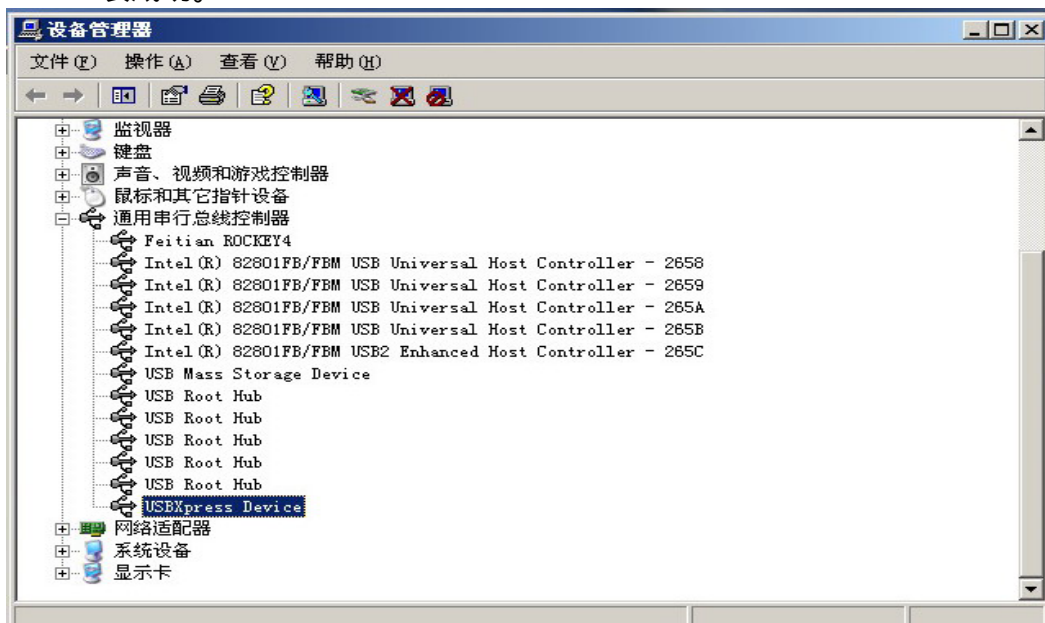 设备管理器
文件(F) 操作(A) 查看(V) 帮助(H)
监视器
键盘
声音、视频和游戏控制器
鼠标和其它指针设备
通用串行总线控制器
Feitian ROCKEY4
Intel(R) 82801FB/FBM USB Universal Host Controller - 2658
Intel(R) 82801FB/FBM USB Universal Host Controller - 2659
Intel(R) 82801FB/FBM USB Universal Host Controller - 265A
Intel(R) 82801FB/FBM USB Universal Host Controller - 265B
Intel(R) 82801FB/FBM USB2 Enhanced Host Controller - 265C
USB Mass Storage Device
USB Root Hub
USB Root Hub
USB Root Hub
USB Root Hub
USB Root Hub
USBXpress Device
网络适配器
系统设备
显示卡